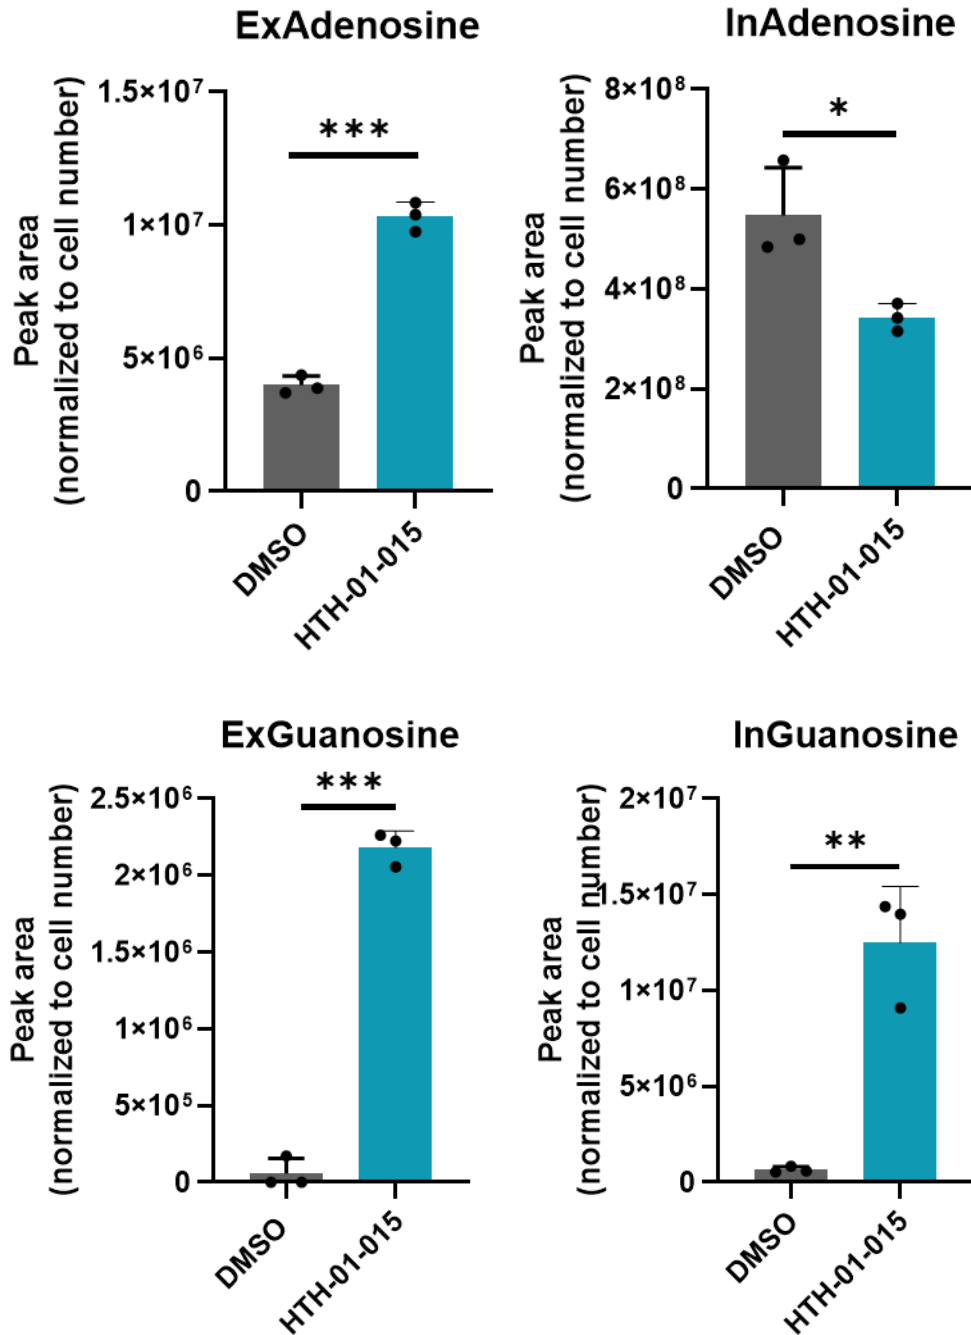 ExAdenosine
Peak area
(normalized to cell number)
1.5×10⁷
1×10⁷
5×10⁶
0
***
DMSO
HTH-01-015
InAdenosine
Peak area
(normalized to cell number)
8×10⁸
6×10⁸
4×10⁸
2×10⁸
0
*
DMSO
HTH-01-015
ExGuanosine
Peak area
(normalized to cell number)
2.5×10⁶
2×10⁶
1.5×10⁶
1×10⁶
5×10⁵
0
***
DMSO
HTH-01-015
InGuanosine
Peak area
(normalized to cell number)
2×10⁷
1.5×10⁷
1×10⁷
5×10⁶
0
**
DMSO
HTH-01-015